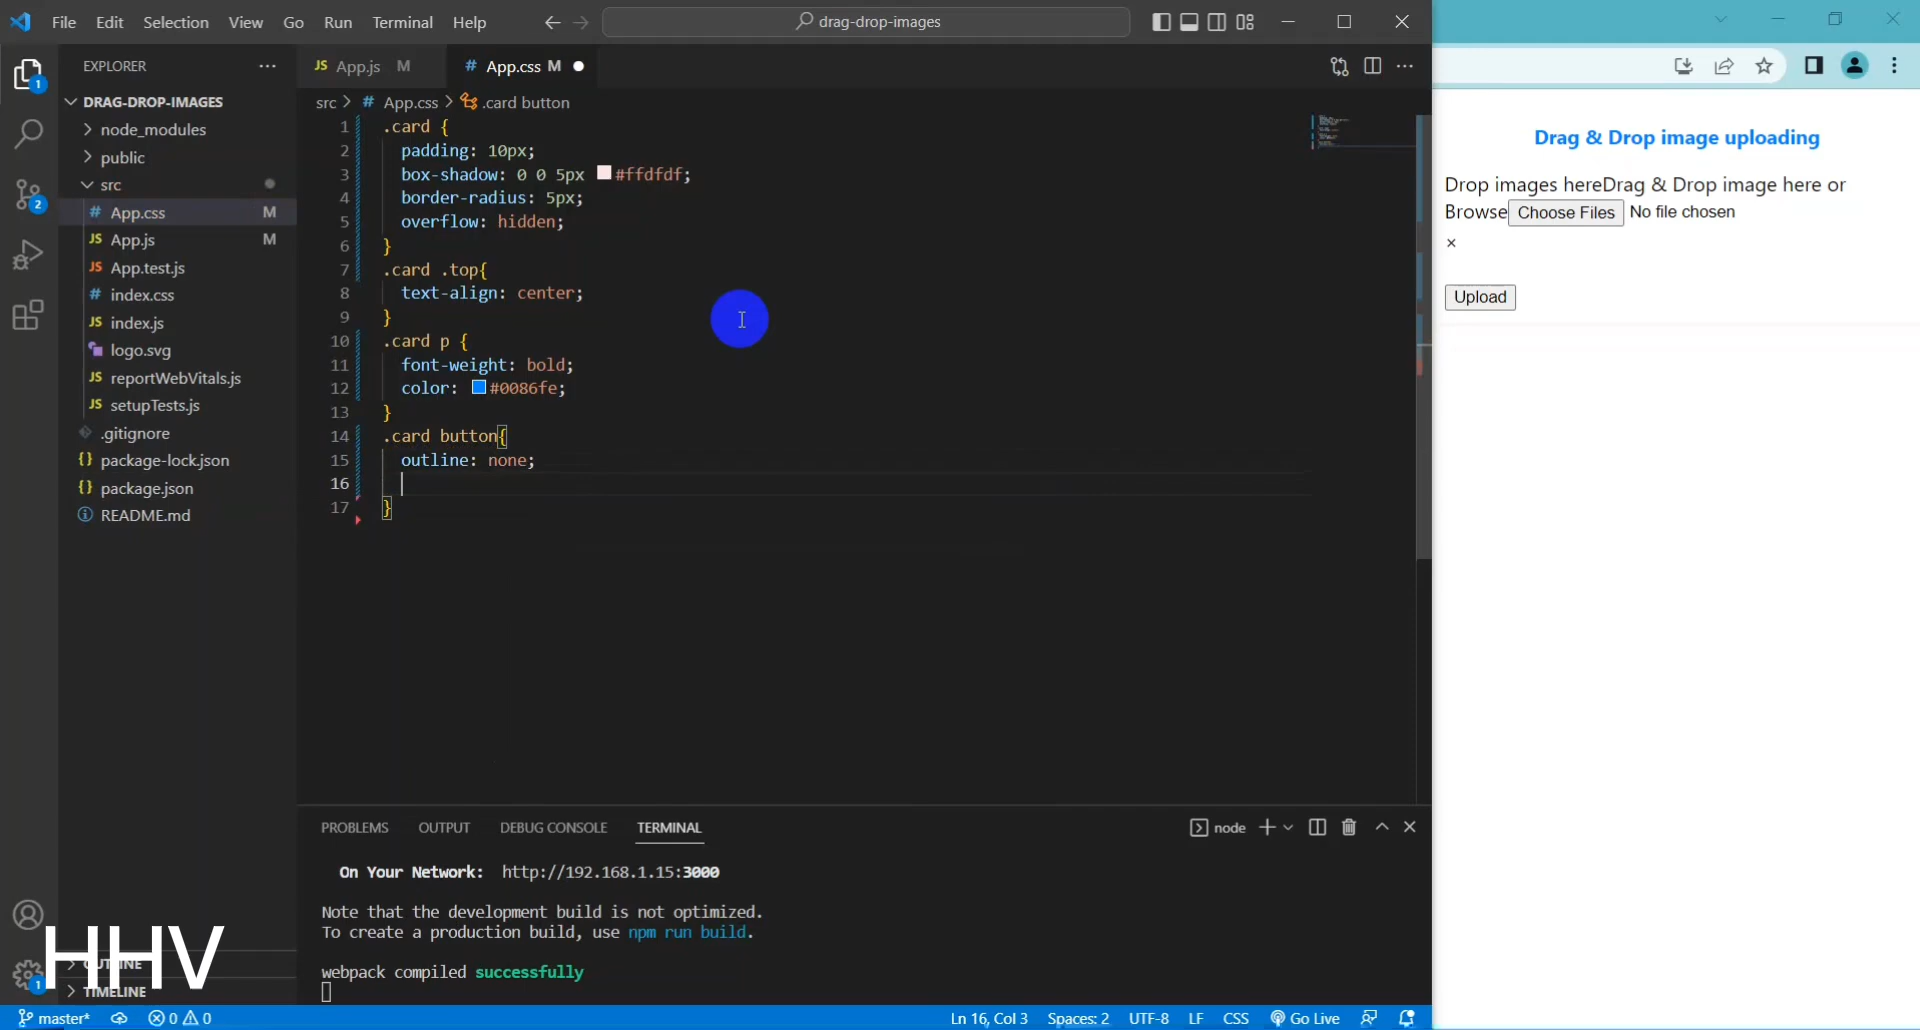 File Edit Selection View Go Run Terminal Help
drag-drop-images
EXPLORER
DRAG-DROP-IMAGES
node_modules
public
src
# App.css M
JS App.js M
JS App.test.js
# index.css
JS index.js
logo.svg
JS reportWebVitals.js
JS setupTests.js
.gitignore
{} package-lock.json
{} package.json
README.md
OUTLINE
TIMELINE
HHV
1
2
1
JS App.js M
# App.css M
src > # App.css > .card button
1 .card {
2 padding: 10px;
3 box-shadow: 0 0 5px #ffdfdf;
4 border-radius: 5px;
5 overflow: hidden;
6 }
7 .card .top{
8 text-align: center;
9 }
10 .card p {
11 font-weight: bold;
12 color: #0086fe;
13 }
14 .card button{
15 outline: none;
16
17 }
PROBLEMS OUTPUT DEBUG CONSOLE TERMINAL
node
On Your Network: http://192.168.1.15:3000
Note that the development build is not optimized.
To create a production build, use npm run build.
webpack compiled successfully
master* 0 0
Ln 16, Col 3 Spaces: 2 UTF-8 LF CSS Go Live
Drag & Drop image uploading
Drop images hereDrag & Drop image here or
Browse Choose Files No file chosen
×
Upload